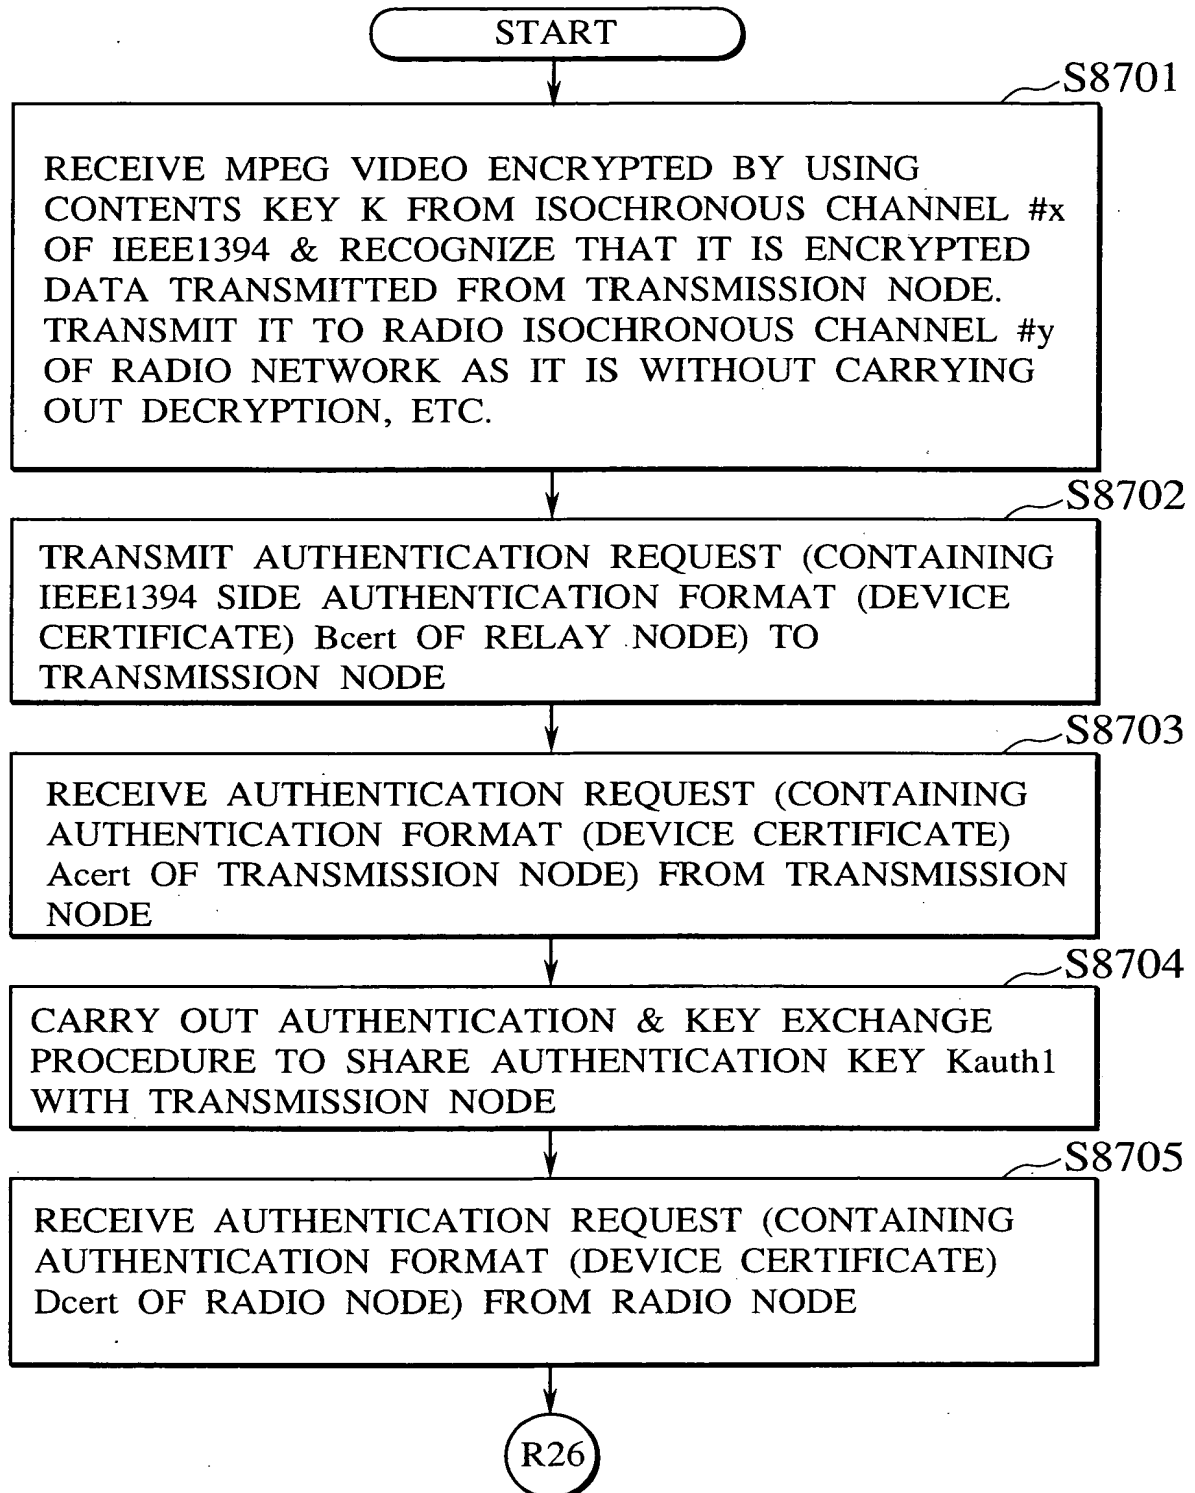 START
S8701
RECEIVE MPEG VIDEO ENCRYPTED BY USING
CONTENTS KEY K FROM ISOCHRONOUS CHANNEL #x
OF IEEE1394 & RECOGNIZE THAT IT IS ENCRYPTED
DATA TRANSMITTED FROM TRANSMISSION NODE.
TRANSMIT IT TO RADIO ISOCHRONOUS CHANNEL #y
OF RADIO NETWORK AS IT IS WITHOUT CARRYING
OUT DECRYPTION, ETC.
S8702
TRANSMIT AUTHENTICATION REQUEST (CONTAINING
IEEE1394 SIDE AUTHENTICATION FORMAT (DEVICE
CERTIFICATE) Bcert OF RELAY NODE) TO
TRANSMISSION NODE
S8703
RECEIVE AUTHENTICATION REQUEST (CONTAINING
AUTHENTICATION FORMAT (DEVICE CERTIFICATE)
Acert OF TRANSMISSION NODE) FROM TRANSMISSION
NODE
S8704
CARRY OUT AUTHENTICATION & KEY EXCHANGE
PROCEDURE TO SHARE AUTHENTICATION KEY Kauth1
WITH TRANSMISSION NODE
S8705
RECEIVE AUTHENTICATION REQUEST (CONTAINING
AUTHENTICATION FORMAT (DEVICE CERTIFICATE)
Dcert OF RADIO NODE) FROM RADIO NODE
R26